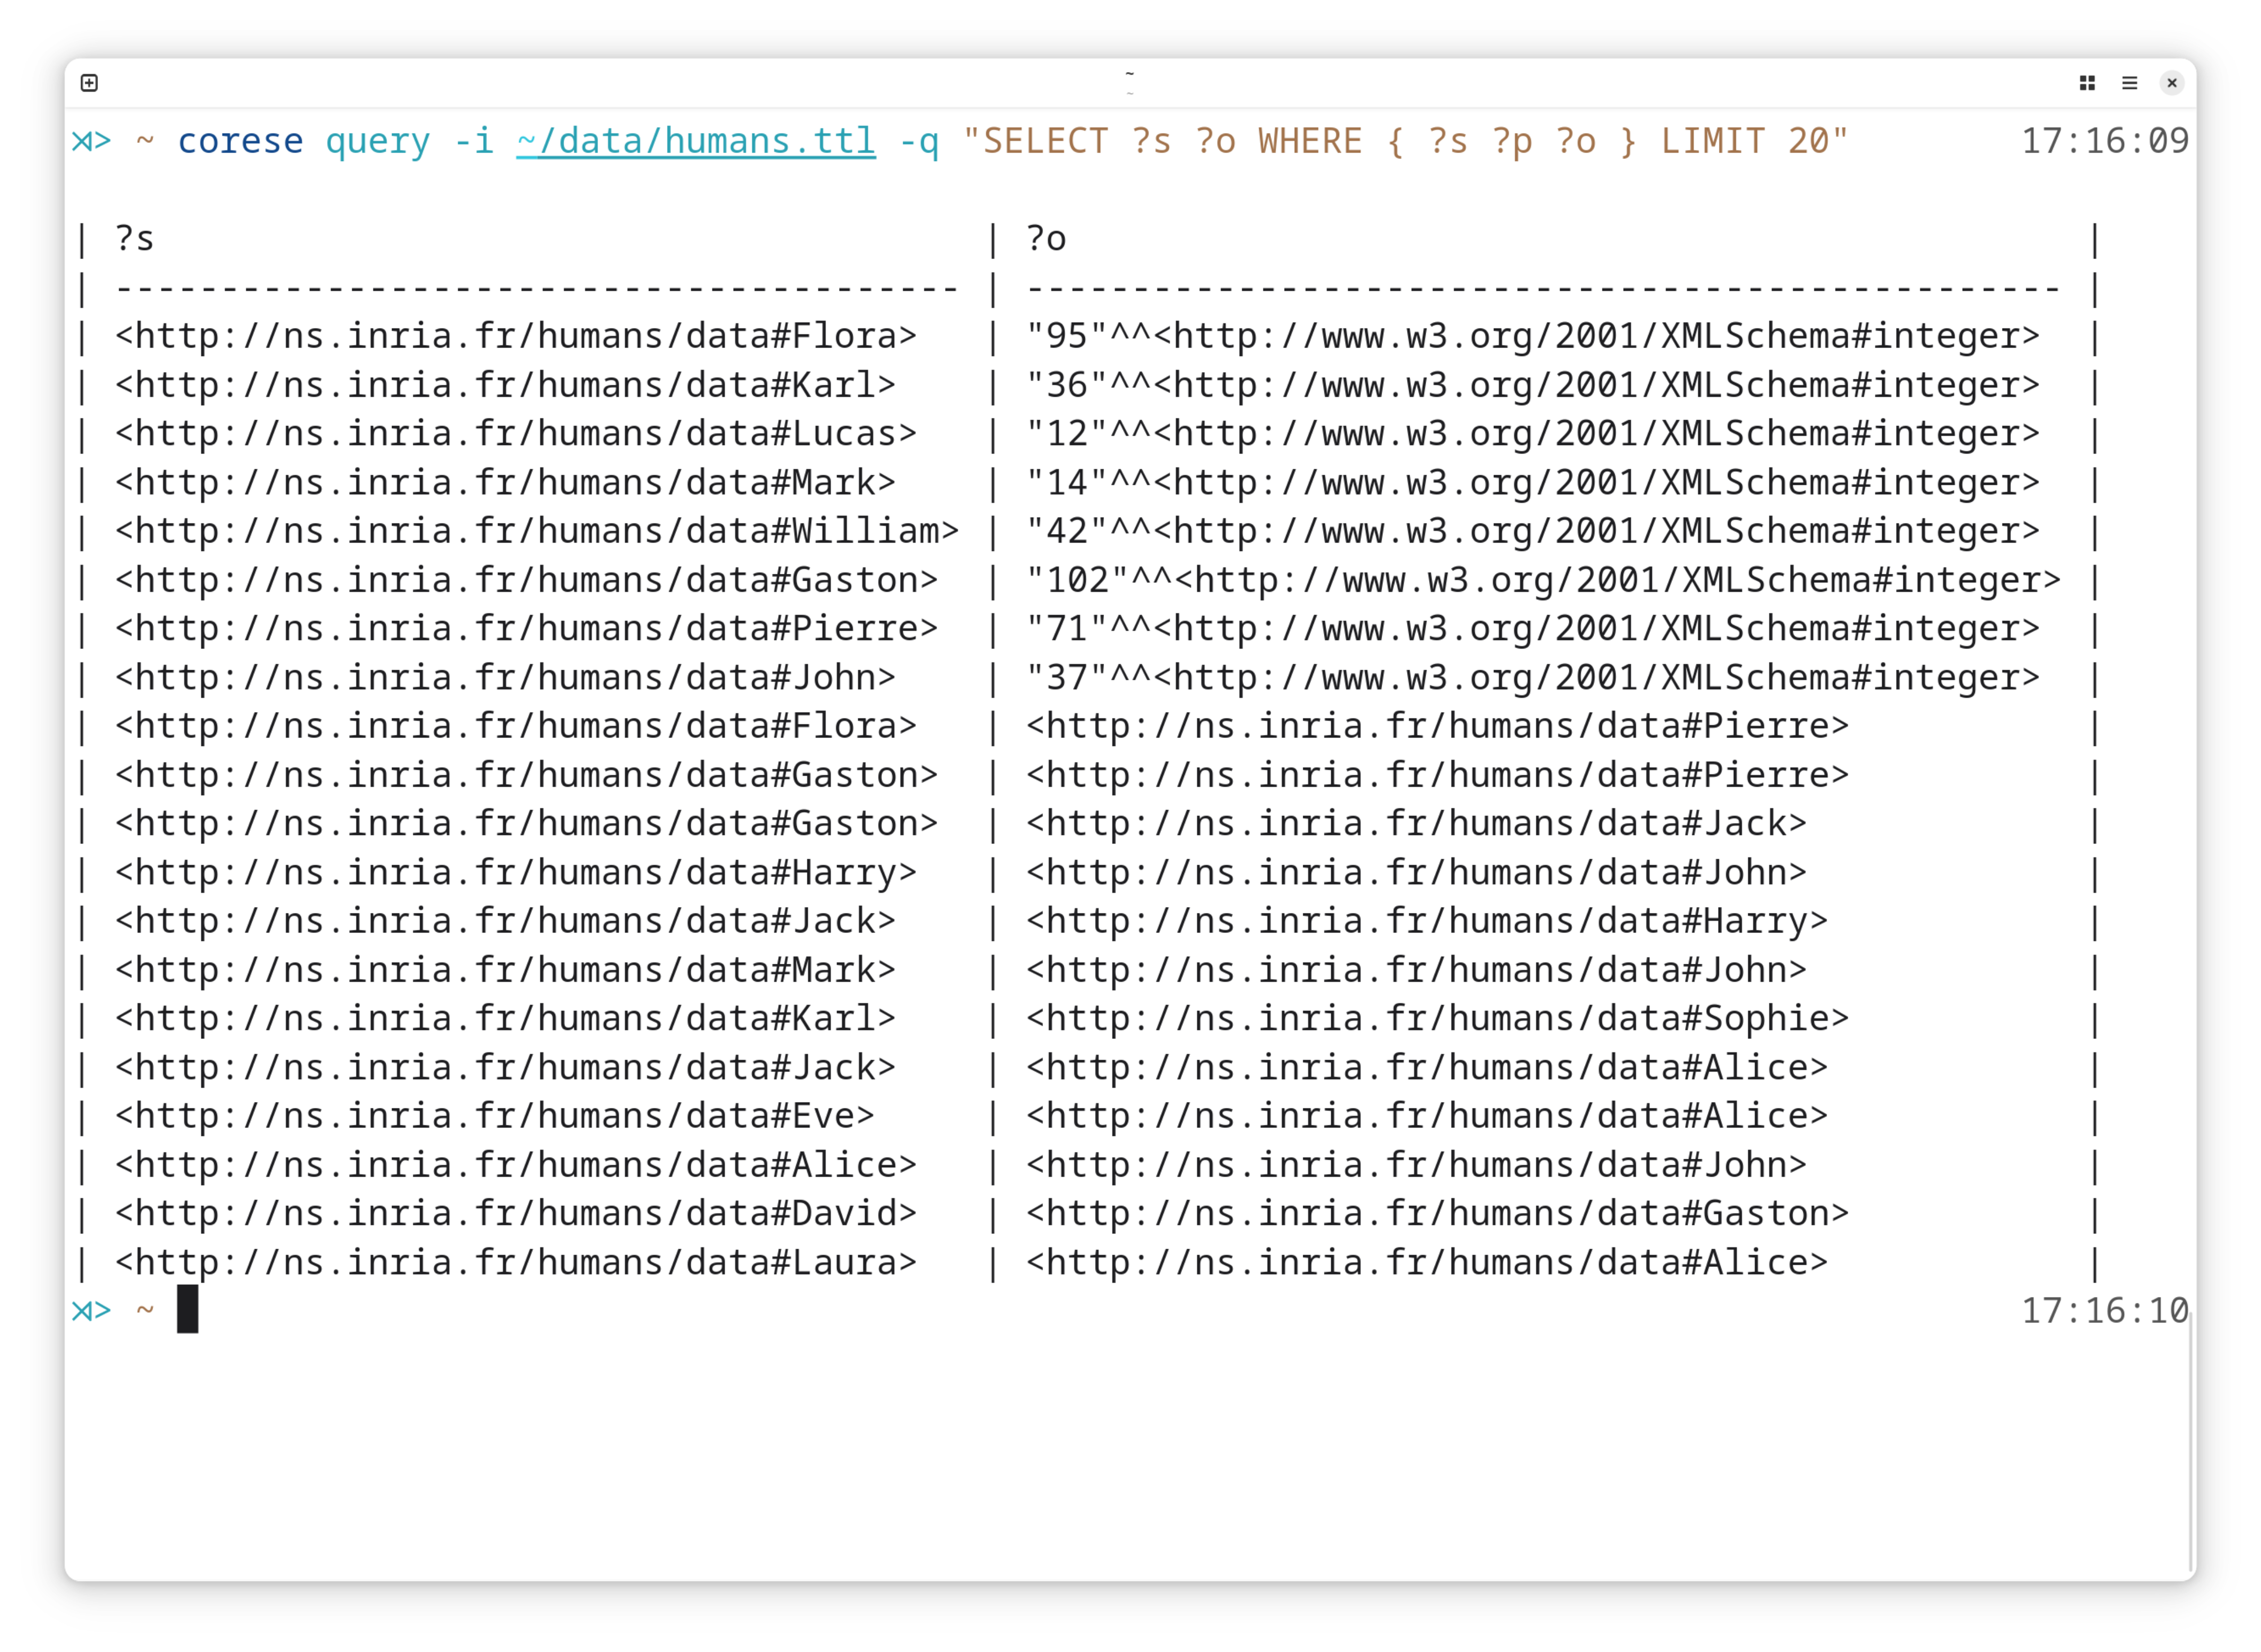 ~
~
⋊> ~ corese query -i ~/data/humans.ttl -q "SELECT ?s ?o WHERE { ?s ?p ?o } LIMIT 20" 17:16:09
| ?s                                       | ?o                                                 |
| ---------------------------------------- | ------------------------------------------------- |
| <http://ns.inria.fr/humans/data#Flora>   | "95"^^<http://www.w3.org/2001/XMLSchema#integer>  |
| <http://ns.inria.fr/humans/data#Karl>    | "36"^^<http://www.w3.org/2001/XMLSchema#integer>  |
| <http://ns.inria.fr/humans/data#Lucas>   | "12"^^<http://www.w3.org/2001/XMLSchema#integer>  |
| <http://ns.inria.fr/humans/data#Mark>    | "14"^^<http://www.w3.org/2001/XMLSchema#integer>  |
| <http://ns.inria.fr/humans/data#William> | "42"^^<http://www.w3.org/2001/XMLSchema#integer>  |
| <http://ns.inria.fr/humans/data#Gaston>  | "102"^^<http://www.w3.org/2001/XMLSchema#integer> |
| <http://ns.inria.fr/humans/data#Pierre>  | "71"^^<http://www.w3.org/2001/XMLSchema#integer>  |
| <http://ns.inria.fr/humans/data#John>    | "37"^^<http://www.w3.org/2001/XMLSchema#integer>  |
| <http://ns.inria.fr/humans/data#Flora>   | <http://ns.inria.fr/humans/data#Pierre>           |
| <http://ns.inria.fr/humans/data#Gaston>  | <http://ns.inria.fr/humans/data#Pierre>           |
| <http://ns.inria.fr/humans/data#Gaston>  | <http://ns.inria.fr/humans/data#Jack>             |
| <http://ns.inria.fr/humans/data#Harry>   | <http://ns.inria.fr/humans/data#John>             |
| <http://ns.inria.fr/humans/data#Jack>    | <http://ns.inria.fr/humans/data#Harry>            |
| <http://ns.inria.fr/humans/data#Mark>    | <http://ns.inria.fr/humans/data#John>             |
| <http://ns.inria.fr/humans/data#Karl>    | <http://ns.inria.fr/humans/data#Sophie>           |
| <http://ns.inria.fr/humans/data#Jack>    | <http://ns.inria.fr/humans/data#Alice>            |
| <http://ns.inria.fr/humans/data#Eve>     | <http://ns.inria.fr/humans/data#Alice>            |
| <http://ns.inria.fr/humans/data#Alice>   | <http://ns.inria.fr/humans/data#John>             |
| <http://ns.inria.fr/humans/data#David>   | <http://ns.inria.fr/humans/data#Gaston>           |
| <http://ns.inria.fr/humans/data#Laura>   | <http://ns.inria.fr/humans/data#Alice>            |
⋊> ~ 17:16:10